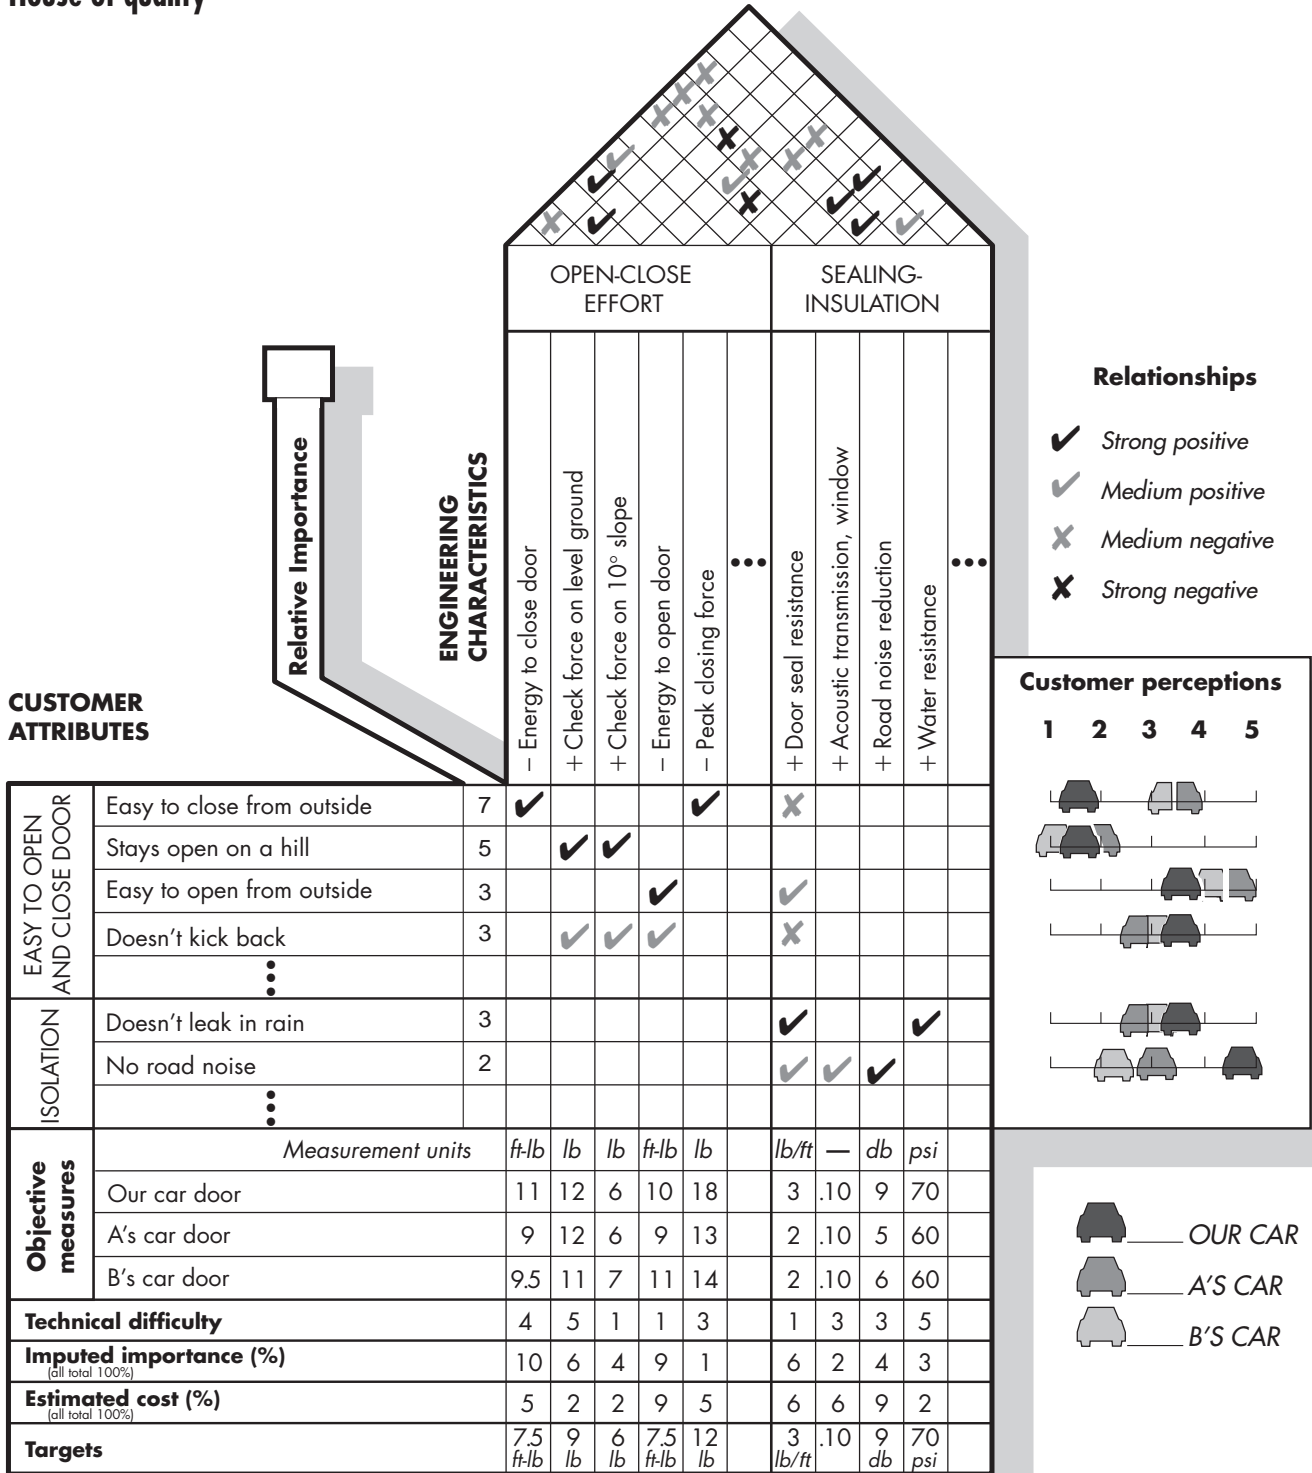 House of quality
OPEN-CLOSE
EFFORT
SEALING-
INSULATION
Relationships
Strong positive
Medium positive
Medium negative
Strong negative
Relative Importance
ENGINEERING
CHARACTERISTICS
– Energy to close door
+ Check force on level ground
+ Check force on 10° slope
– Energy to open door
– Peak closing force
•••
+ Door seal resistance
+ Acoustic transmission, window
+ Road noise reduction
+ Water resistance
•••
CUSTOMER
ATTRIBUTES
Customer perceptions
1 2 3 4 5
EASY TO OPEN
AND CLOSE DOOR
Easy to close from outside 7
Stays open on a hill 5
Easy to open from outside 3
Doesn't kick back 3
ISOLATION
Doesn't leak in rain 3
No road noise 2
Objective
measures
Measurement units ft-lb lb lb ft-lb lb lb/ft — db psi
Our car door 11 12 6 10 18 3 .10 9 70
A's car door 9 12 6 9 13 2 .10 5 60
B's car door 9.5 11 7 11 14 2 .10 6 60
Technical difficulty 4 5 1 1 3 1 3 3 5
Imputed importance (%) 10 6 4 9 1 6 2 4 3
(all total 100%)
Estimated cost (%) 5 2 2 9 5 6 6 9 2
(all total 100%)
Targets 7.5 9 6 7.5 12 3 .10 9 70
ft-lb lb lb ft-lb lb lb/ft db psi
OUR CAR
A'S CAR
B'S CAR